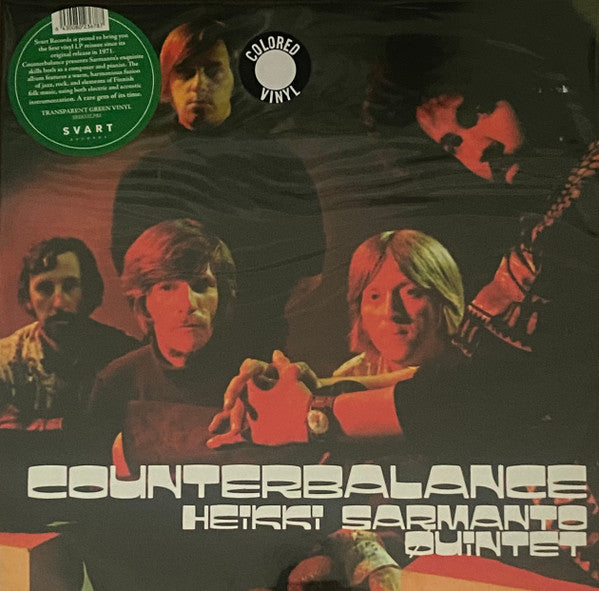 Svart Records is proud to bring you
the first vinyl LP reissue since its
original release in 1971.
Counterbalance presents Sarmanto's exquisite
skills both as a composer and pianist. The
album features a warm, harmonious fusion
of jazz, rock, and elements of Finnish
folk music, using both electric and acoustic
instrumentation. A rare gem of its time.
TRANSPARENT GREEN VINYL
SVART
RECORDS
COLORED
VINYL
COUNTERBALANCE
HEiKKi SARMANTO
QUiNTET